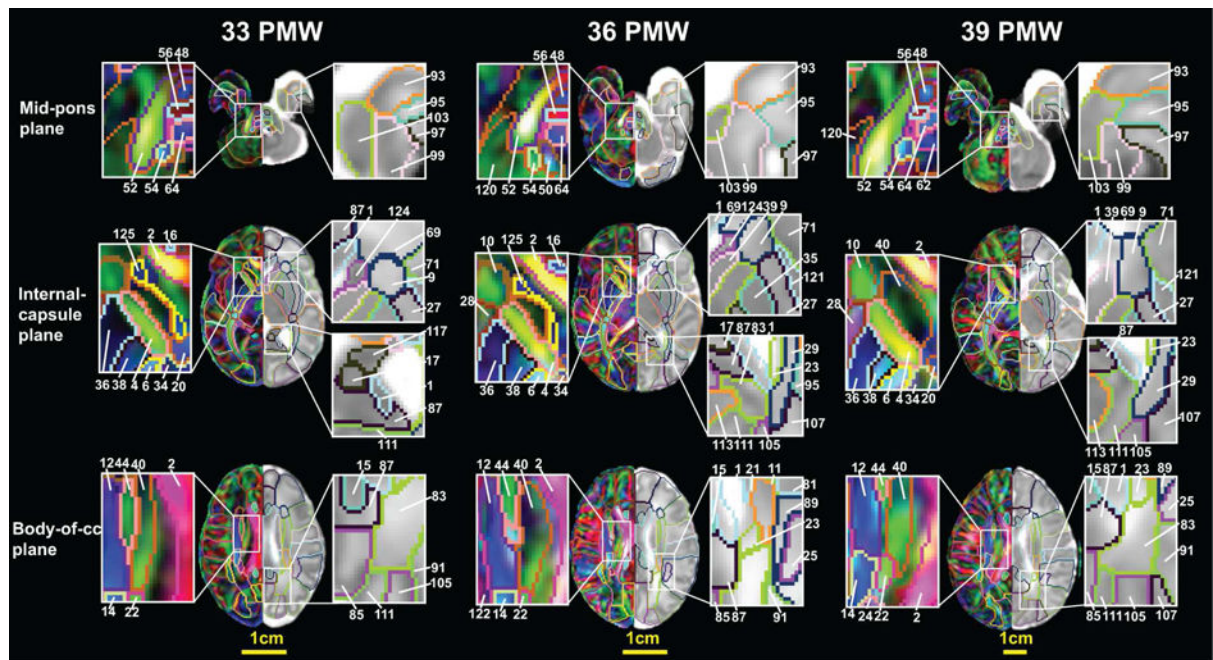 33 PMW 36 PMW 39 PMW
Mid-pons plane
56 48
93
95
103
97
99
52 54 64
56 48
93
95
97
120 52 54 50 64
103 99
56 48
120
93
95
97
52 54 64 62
103 99
Internal-capsule plane
125 2 16
36 38 4 6 34 20
87 1 124
69
71
9
27
117
17
1
87
111
10 125 2 16
28
36 38 6 4 34
1 69 124 39 9
71
35
121
27
17 87 83 1
29
23
95
107
113 111 105
10 40 2
28
36 38 6 4 34 20
1 39 69 9 71
121
27
87
23
29
107
113 111 105
Body-of-cc plane
12 44 40 2
14 22
15 87
83
91
105
85 111
1cm
12 44 40 2
122 14 22
15 1 21 11
81
89
23
25
85 87 91
1cm
12 44 40
14 24 22 2
15 87 1 23 89
25
83
91
85 111 105 107
1cm